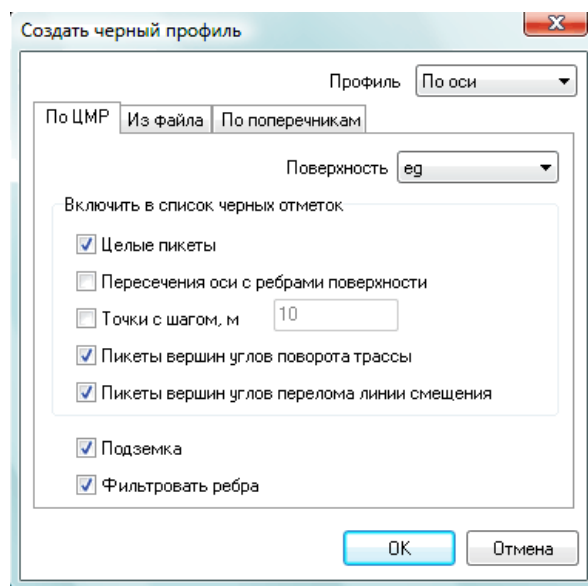 Создать черный профиль
Профиль По оси
По ЦМР Из файла По поперечникам
Поверхность eg
Включить в список черных отметок
Целые пикеты
Пересечения оси с ребрами поверхности
Точки с шагом, м 10
Пикеты вершин углов поворота трассы
Пикеты вершин углов перелома линии смещения
Подземка
Фильтровать ребра
OK Отмена